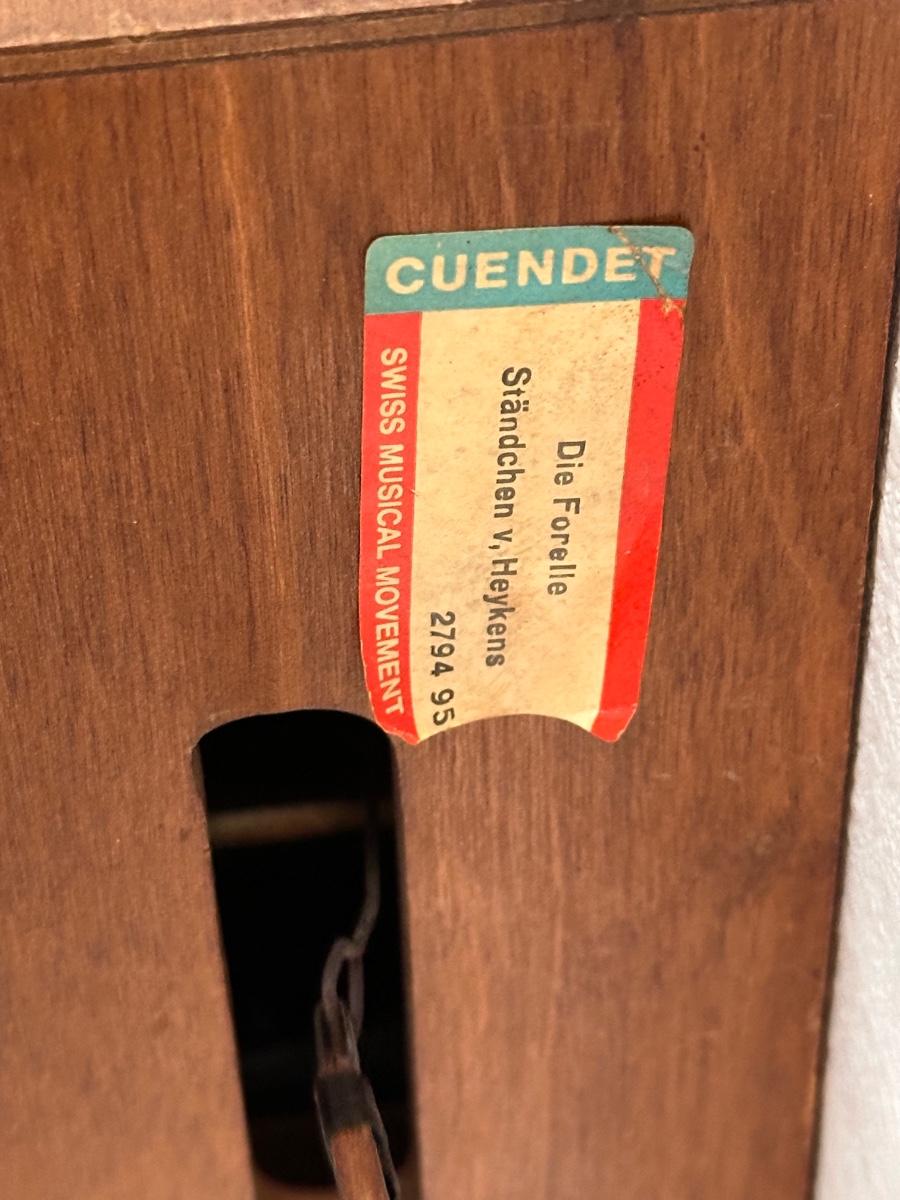 CUENDET
SWISS MUSICAL MOVEMENT
Die Forelle
Ständchen v, Heykens
2794 95